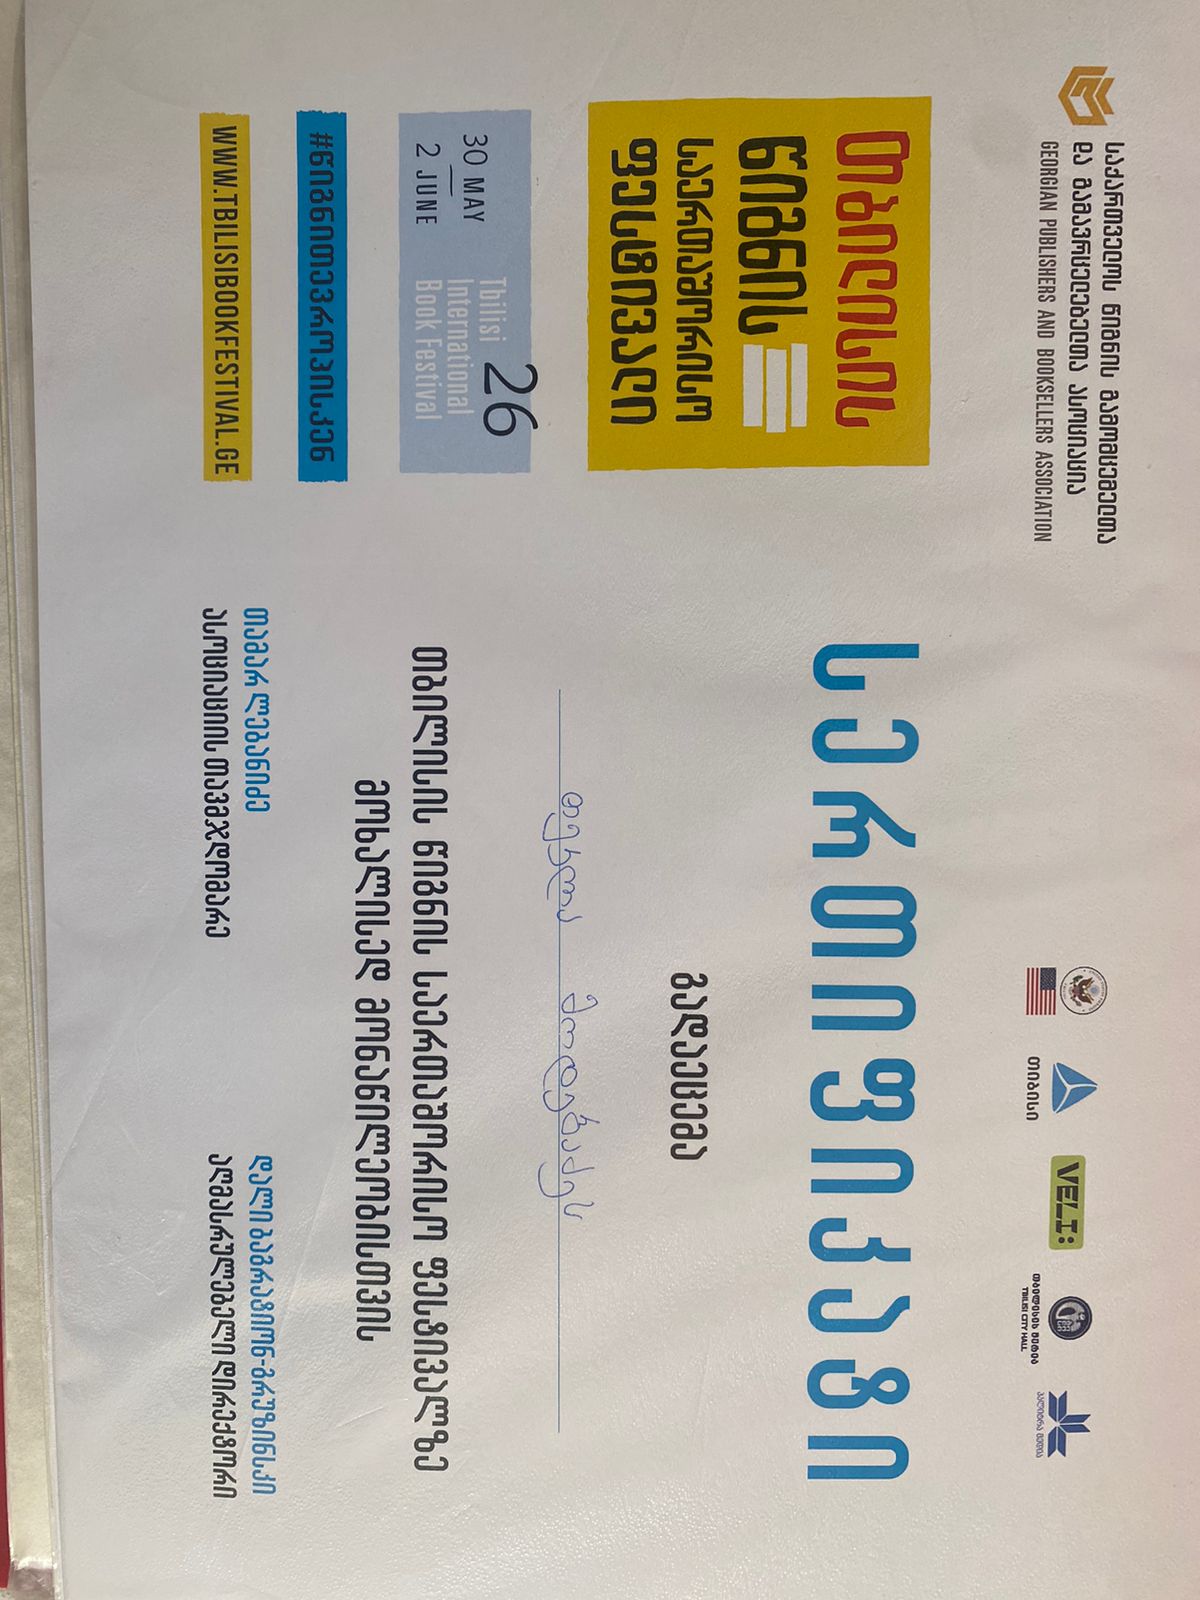 საქართველოს წიგნის გამომცემელთა
და გამავრცელებელთა ასოციაცია
GEORGIAN PUBLISHERS AND BOOKSELLERS ASSOCIATION
თიბისი
VELI:
თბილისის მერია
TBILISI CITY HALL
პალიტრა მედია
თბილისის
წიგნის
საერთაშორისო
ფესტივალი
30 MAY
2 JUNE
26
Tbilisi
International
Book Festival
#წიგნითევროპისკენ
WWW.TBILISIBOOKFESTIVAL.GE
სერთიფიკატი
გადაეცემა
თეკლა მოდებაძეს
თბილისის წიგნის საერთაშორისო ფესტივალზე
მოხალისედ მონაწილეობისთვის
თამარ ლებანიძე
ასოციაციის თავმჯდომარე
დალი ბაგრატიონ-გრუზინსკი
აღმასრულებელი დირექტორი